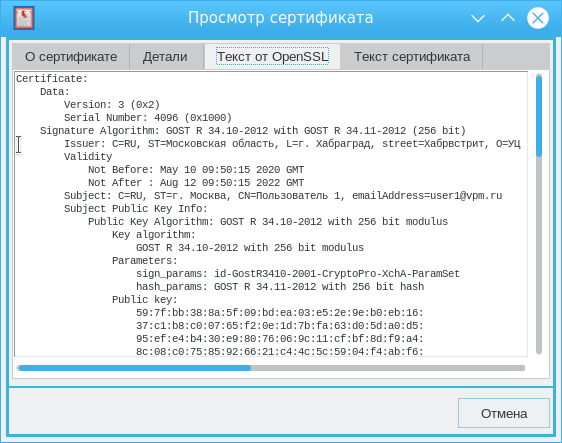 Просмотр сертификата
О сертификате Детали Текст от OpenSSL Текст сертификата
Certificate:
Data:
Version: 3 (0x2)
Serial Number: 4096 (0x1000)
Signature Algorithm: GOST R 34.10-2012 with GOST R 34.11-2012 (256 bit)
Issuer: C=RU, ST=Московская область, L=г. Хабраград, street=Хабрвстрит, O=УЦ
Validity
Not Before: May 10 09:50:15 2020 GMT
Not After : Aug 12 09:50:15 2022 GMT
Subject: C=RU, ST=г. Москва, CN=Пользователь 1, emailAddress=user1@vpm.ru
Subject Public Key Info:
Public Key Algorithm: GOST R 34.10-2012 with 256 bit modulus
Key algorithm:
GOST R 34.10-2012 with 256 bit modulus
Parameters:
sign_params: id-GostR3410-2001-CryptoPro-XchA-ParamSet
hash_params: GOST R 34.11-2012 with 256 bit hash
Public key:
59:7f:bb:38:8a:5f:09:bd:ea:03:e5:2e:9e:b0:eb:16:
37:c1:b8:c0:07:65:f2:0e:1d:7b:fa:63:d0:5d:a0:d5:
95:ef:e4:b4:30:e9:80:76:06:9c:11:cf:bf:8d:f9:a4:
8c:08:c0:75:85:92:66:21:c4:4c:5c:59:04:f4:ab:f6:
Отмена